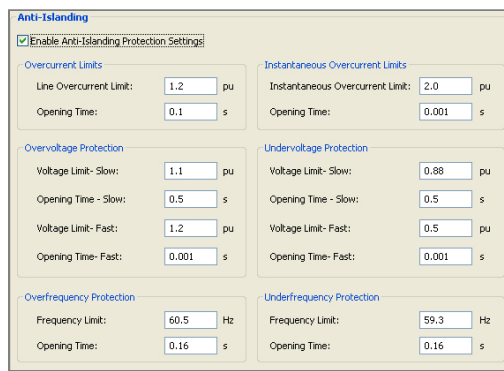 Anti-Islanding
Enable Anti-Islanding Protection Settings
Overcurrent Limits
Line Overcurrent Limit: 1.2 pu
Opening Time: 0.1 s
Instantaneous Overcurrent Limits
Instantaneous Overcurrent Limit: 2.0 pu
Opening Time: 0.001 s
Overvoltage Protection
Voltage Limit- Slow: 1.1 pu
Opening Time - Slow: 0.5 s
Voltage Limit- Fast: 1.2 pu
Opening Time- Fast: 0.001 s
Undervoltage Protection
Voltage Limit- Slow: 0.88 pu
Opening Time - Slow: 0.5 s
Voltage Limit- Fast: 0.5 pu
Opening Time- Fast: 0.001 s
Overfrequency Protection
Frequency Limit: 60.5 Hz
Opening Time: 0.16 s
Underfrequency Protection
Frequency Limit: 59.3 Hz
Opening Time: 0.16 s